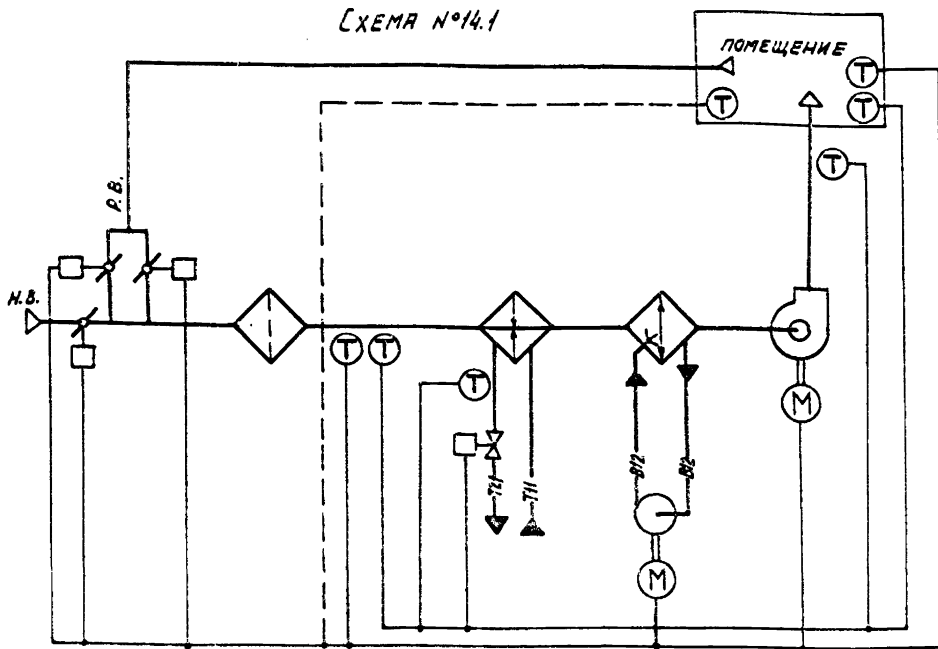 СХЕМА №14.1
ПОМЕЩЕНИЕ
Т
Т
Т
Т
Р.В.
Н.В.
Т
Т
Т
Т21
Т11
В12
В12
М
М